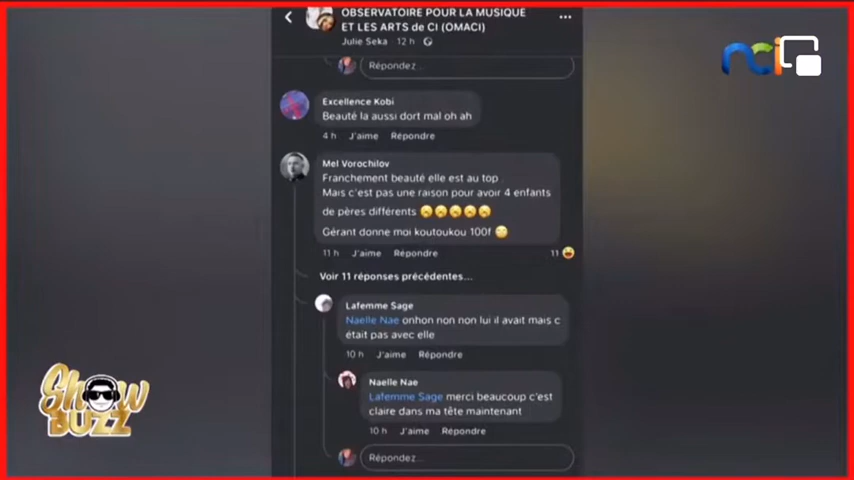 OBSERVATOIRE POUR LA MUSIQUE
ET LES ARTS de CI (OMACI)
Julie Seka 12 h
nci
Répondez...
Excellence Kobi
Beauté la aussi dort mal oh ah
4 h J'aime Répondre
Mel Vorochilov
Franchement beauté elle est au top
Mais c'est pas une raison pour avoir 4 enfants
de pères différents 😲😲😲😲😲
Gérant donne moi koutoukou 100f 🙄
11 h J'aime Répondre 11 😆
Voir 11 réponses précédentes...
Lafemme Sage
Naelle Nae onhon non non lui il avait mais c
était pas avec elle
10 h J'aime Répondre
Naelle Nae
Lafemme Sage merci beaucoup c'est
claire dans ma tête maintenant
10 h J'aime Répondre
Répondez...
Show
BUZZ